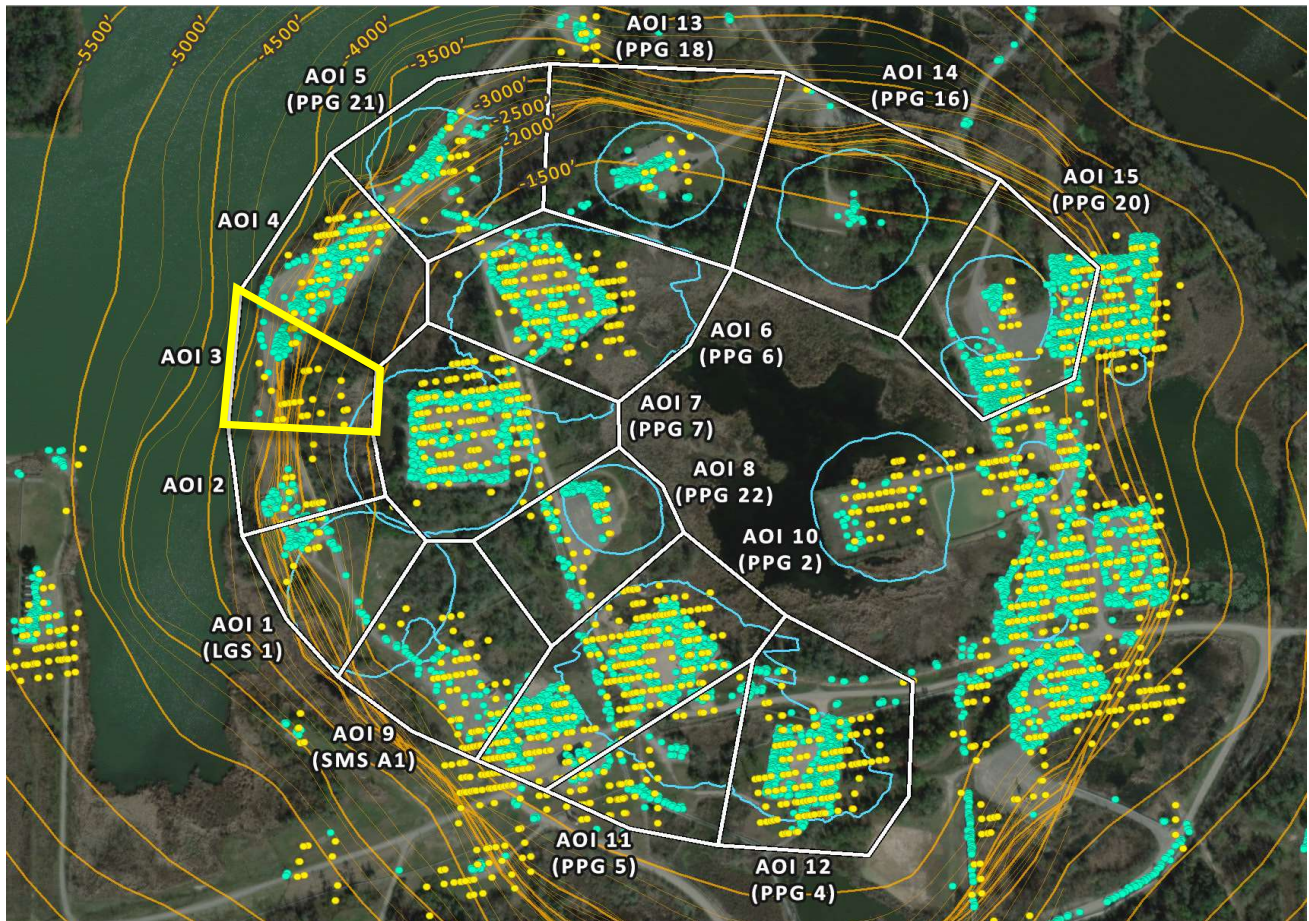 -5500'
-5000'
-4500'
-4000'
-3500'
-3000'
-2500'
-2000'
-1500'
AOI 13
(PPG 18)
AOI 14
(PPG 16)
AOI 5
(PPG 21)
AOI 15
(PPG 20)
AOI 4
AOI 3
AOI 6
(PPG 6)
AOI 7
(PPG 7)
AOI 8
(PPG 22)
AOI 2
AOI 10
(PPG 2)
AOI 1
(LGS 1)
AOI 9
(SMS A1)
AOI 11
(PPG 5)
AOI 12
(PPG 4)